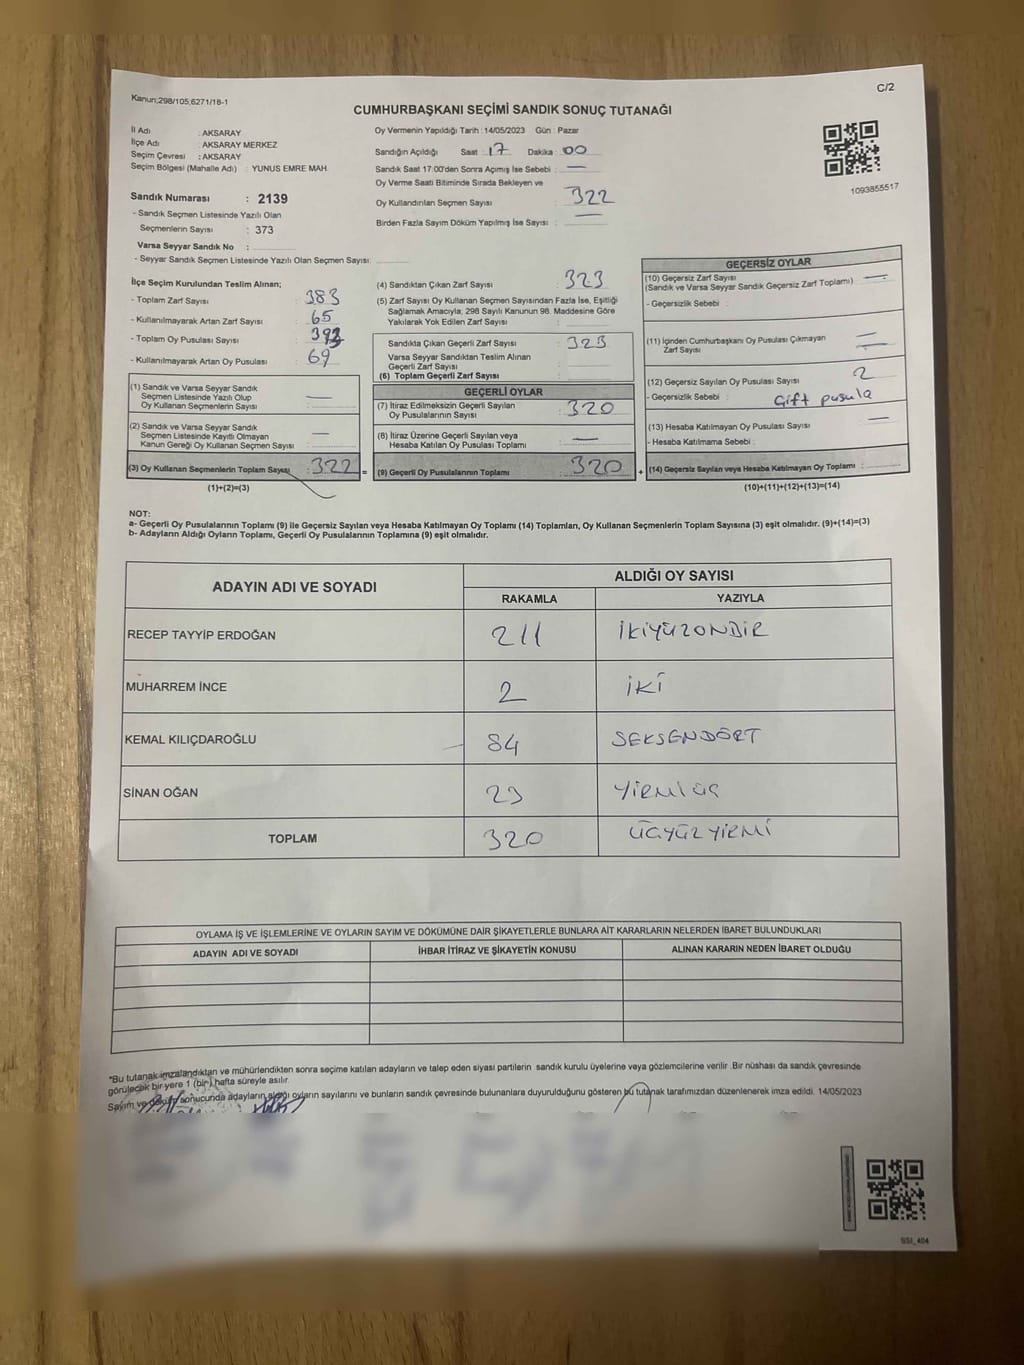 Kanun;298/105,6271/16-1
C/2
CUMHURBAŞKANI SEÇİMİ SANDIK SONUÇ TUTANAĞI
İl Adı : AKSARAY
İlçe Adı : AKSARAY MERKEZ
Seçim Çevresi : AKSARAY
Seçim Bölgesi (Mahalle Adı) : YUNUS EMRE MAH.
Sandık Numarası : 2139
- Sandık Seçmen Listesinde Yazılı Olan
Seçmenlerin Sayısı : 373
Varsa Seyyar Sandık No :
- Seyyar Sandık Seçmen Listesinde Yazılı Olan Seçmen Sayısı:
Oy Vermenin Yapıldığı Tarih :14/05/2023 Gün : Pazar
Sandığın Açıldığı Saat :17 Dakika :00
Sandık Saat 17:00'den Sonra Açımış İse Sebebi : —
Oy Verme Saati Bitiminde Sırada Bekleyen ve
Oy Kullandırılan Seçmen Sayısı : 322
Birden Fazla Sayım Döküm Yapılmış İse Sayısı : —
1093855517
İlçe Seçim Kurulundan Teslim Alınan;
- Toplam Zarf Sayısı : 383
- Kullanılmayarak Artan Zarf Sayısı : 65
- Toplam Oy Pusulası Sayısı : 393
- Kullanılmayarak Artan Oy Pusulası : 69
(1) Sandık ve Varsa Seyyar Sandık
Seçmen Listesinde Yazılı Olup
Oy Kullanan Seçmenlerin Sayısı : —
(2) Sandık ve Varsa Seyyar Sandık
Seçmen Listesinde Kayıtlı Olmayan
Kanun Gereği Oy Kullanan Seçmen Sayısı : —
(3) Oy Kullanan Seçmenlerin Toplam Sayısı : 322 =
(1)+(2)=(3)
(4) Sandıktan Çıkan Zarf Sayısı : 323
(5) Zarf Sayısı Oy Kullanan Seçmen Sayısından Fazla İse, Eşitliği
Sağlamak Amacıyla, 298 Sayılı Kanunun 98. Maddesine Göre
Yakılarak Yok Edilen Zarf Sayısı :
Sandıkta Çıkan Geçerli Zarf Sayısı : 323
Varsa Seyyar Sandıktan Teslim Alınan
Geçerli Zarf Sayısı :
(6) Toplam Geçerli Zarf Sayısı :
GEÇERLİ OYLAR
(7) İtiraz Edilmeksizin Geçerli Sayılan
Oy Pusulalarının Sayısı : 320
(8) İtiraz Üzerine Geçerli Sayılan veya
Hesaba Katılan Oy Pusulası Toplamı : —
(9) Geçerli Oy Pusulalarının Toplamı : 320 +
GEÇERSİZ OYLAR
(10) Geçersiz Zarf Sayısı
(Sandık ve Varsa Seyyar Sandık Geçersiz Zarf Toplamı) : —
- Geçersizlik Sebebi :
(11) İçinden Cumhurbaşkanı Oy Pusulası Çıkmayan
Zarf Sayısı : —
(12) Geçersiz Sayılan Oy Pusulası Sayısı : 2
- Geçersizlik Sebebi : Çift pusula
(13) Hesaba Katılmayan Oy Pusulası Sayısı : —
- Hesaba Katılmama Sebebi :
(14) Geçersiz Sayılan veya Hesaba Katılmayan Oy Toplamı :
(10)+(11)+(12)+(13)=(14)
NOT:
a- Geçerli Oy Pusulalarının Toplamı (9) ile Geçersiz Sayılan veya Hesaba Katılmayan Oy Toplamı (14) Toplamları, Oy Kullanan Seçmenlerin Toplam Sayısına (3) eşit olmalıdır. (9)+(14)=(3)
b- Adayların Aldığı Oyların Toplamı, Geçerli Oy Pusulalarının Toplamına (9) eşit olmalıdır.
ADAYIN ADI VE SOYADI ALDIĞI OY SAYISI
RAKAMLA YAZIYLA
RECEP TAYYİP ERDOĞAN 211 İKİYÜZONBİR
MUHARREM İNCE 2 İKİ
KEMAL KILIÇDAROĞLU 84 SEKSENDÖRT
SİNAN OĞAN 23 YİRMİÜÇ
TOPLAM 320 ÜÇYÜZYİRMİ
OYLAMA İŞ VE İŞLEMLERİNE VE OYLARIN SAYIM VE DÖKÜMÜNE DAİR ŞİKAYETLERLE BUNLARA AİT KARARLARIN NELERDEN İBARET BULUNDUKLARI
ADAYIN ADI VE SOYADI İHBAR İTİRAZ VE ŞİKAYETİN KONUSU ALINAN KARARIN NEDEN İBARET OLDUĞU
*Bu tutanak imzalandıktan ve mühürlendikten sonra seçime katılan adayların ve talep eden siyasi partilerin sandık kurulu üyelerine veya gözlemcilerine verilir. Bir nüshası da sandık çevresinde
görülecek bir yere 1 (bir) hafta süreyle asılır.
Sayım ve döküm sonucunda adayların aldığı oyların sayılarını ve bunların sandık çevresinde bulunanlara duyurulduğunu gösteren bu tutanak tarafımızdan düzenlenerek imza edildi. 14/05/2023